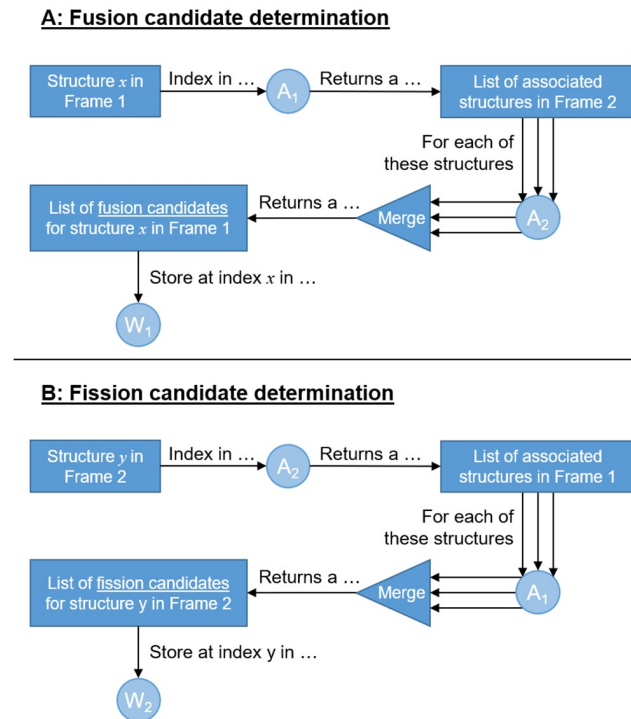 A: Fusion candidate determination
Structure x in
Frame 1
Index in …
A1
Returns a …
List of associated
structures in Frame 2
For each of
these structures
A2
Merge
Returns a …
List of fusion candidates
for structure x in Frame 1
Store at index x in …
W1
B: Fission candidate determination
Structure y in
Frame 2
Index in …
A2
Returns a …
List of associated
structures in Frame 1
For each of
these structures
A1
Merge
Returns a …
List of fission candidates
for structure y in Frame 2
Store at index y in …
W2